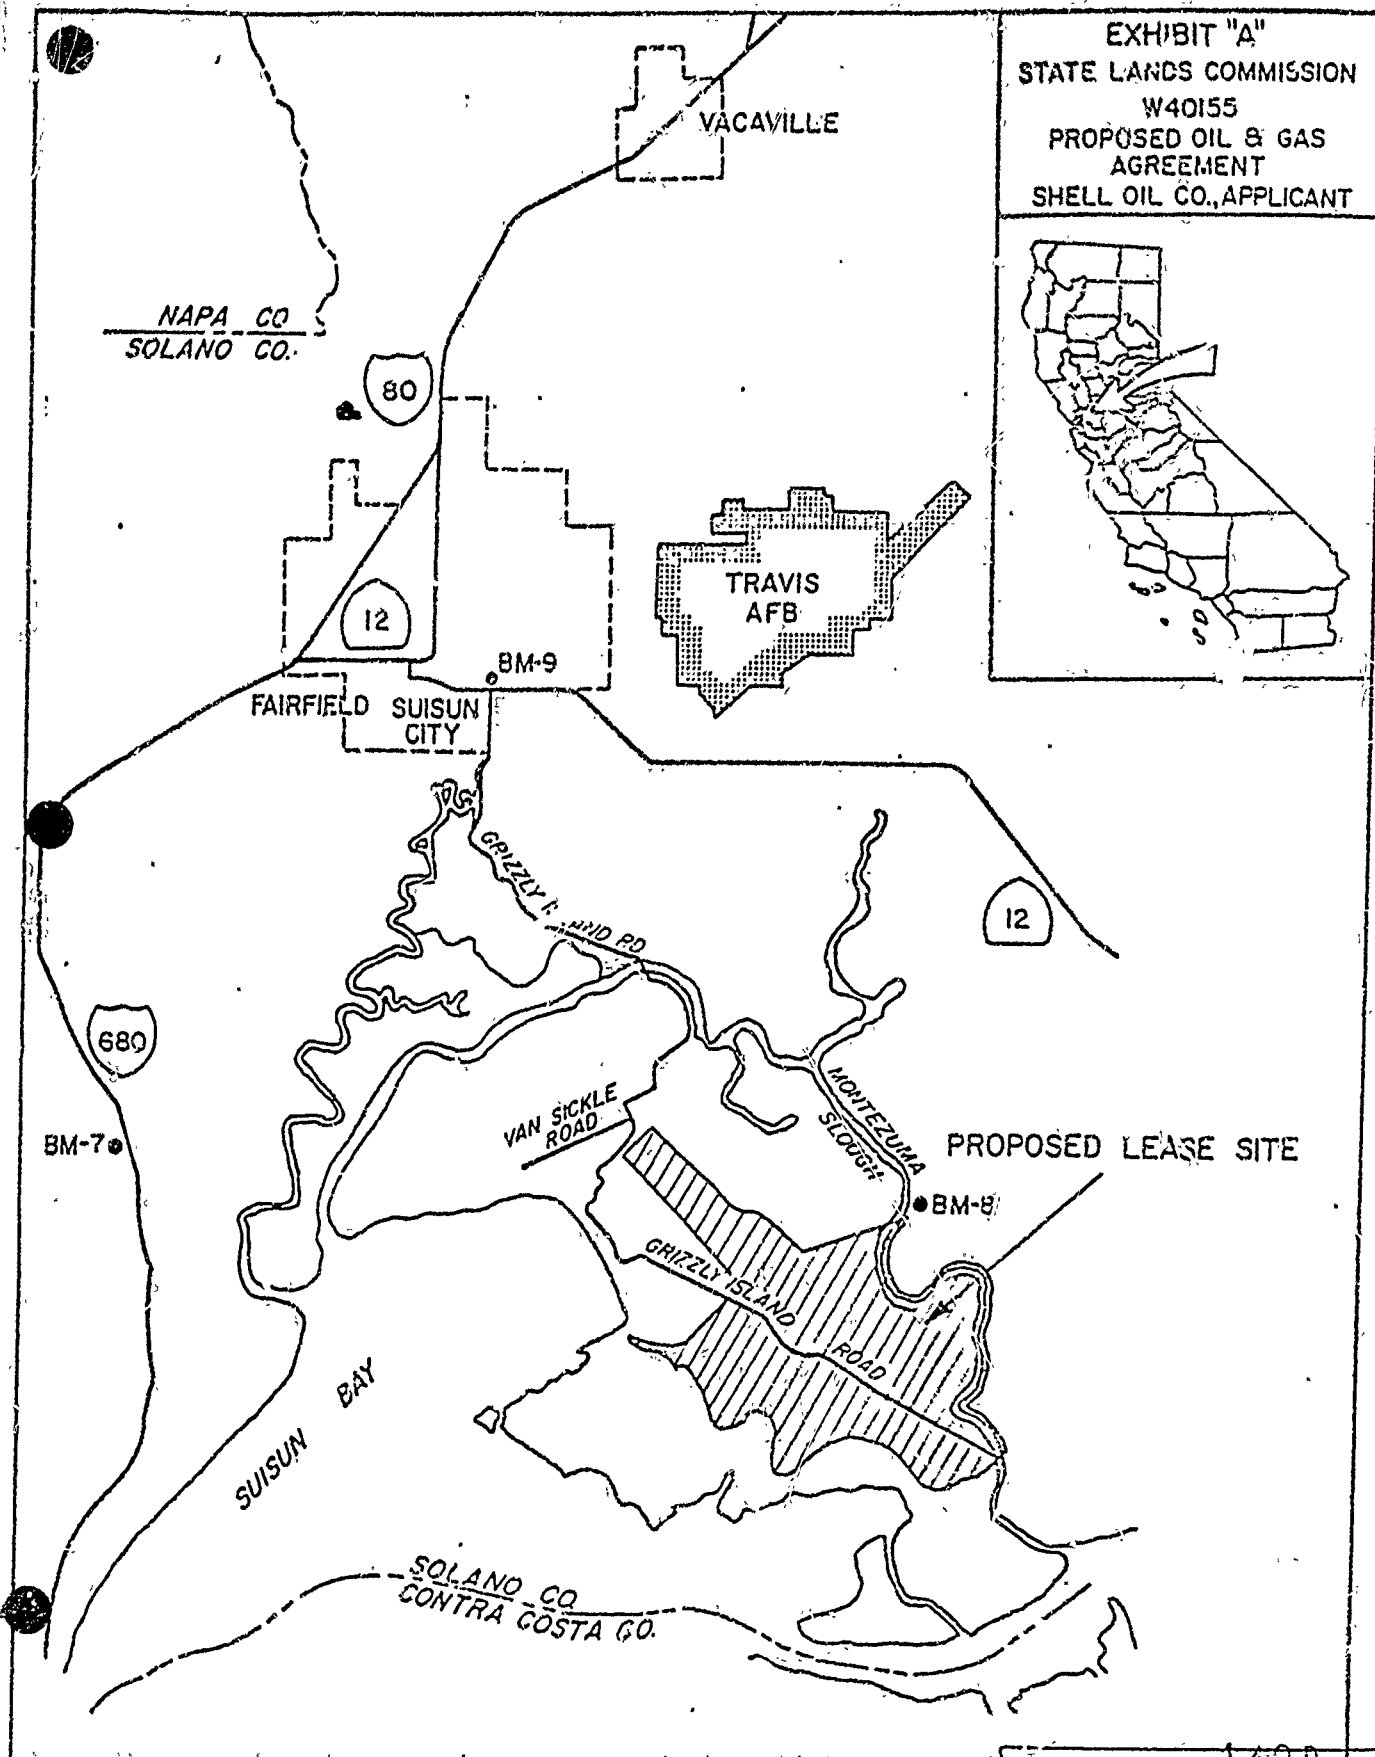 EXHIBIT "A"
STATE LANDS COMMISSION
W40155
PROPOSED OIL & GAS
AGREEMENT
SHELL OIL CO., APPLICANT
VACAVILLE
NAPA CO
SOLANO CO.
80
TRAVIS
AFB
12
BM-9
FAIRFIELD
SUISUN
CITY
GRIZZLY
RD
12
680
BM-7
VAN SICKLE
ROAD
MONTEZUMA
SLOUGH
PROPOSED LEASE SITE
BM-8
GRIZZLY ISLAND
ROAD
SUISUN BAY
SOLANO CO
CONTRA COSTA CO.